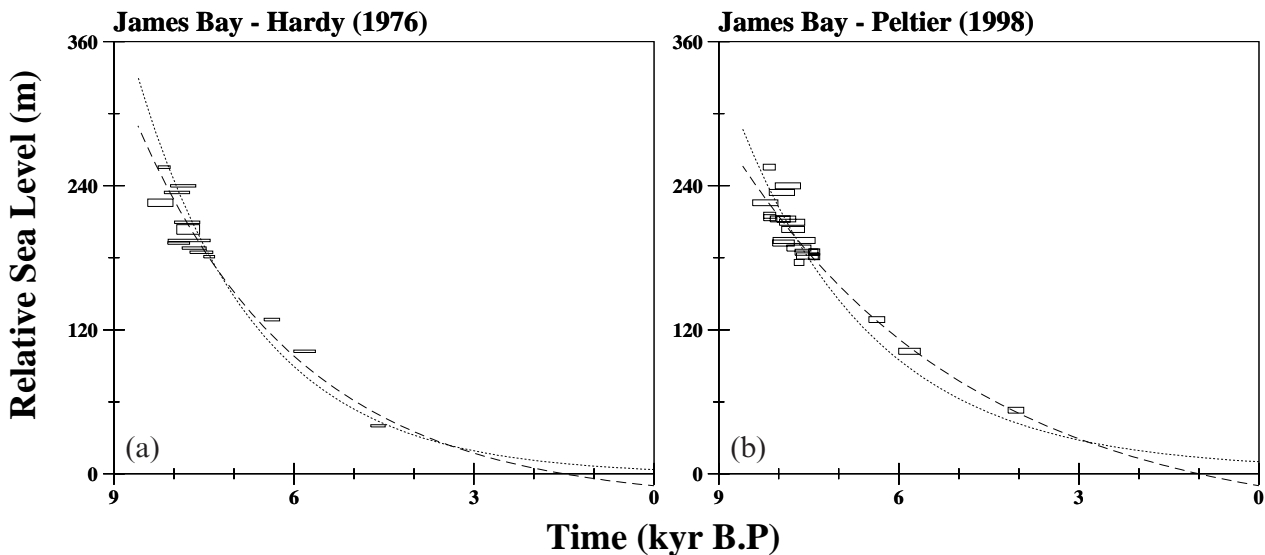 James Bay - Hardy (1976)
James Bay - Peltier (1998)
Relative Sea Level (m)
360
240
120
0
(a)
9
6
3
0
360
240
120
0
(b)
9
6
3
0
Time (kyr B.P)